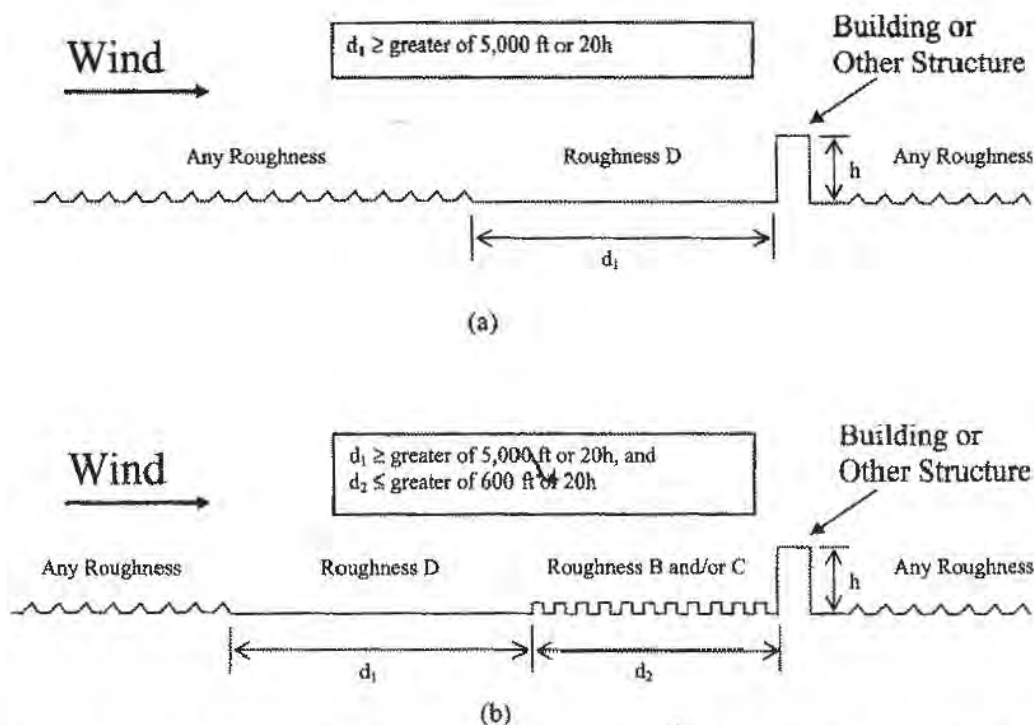 Wind
d₁ ≥ greater of 5,000 ft or 20h
Building or
Other Structure
Any Roughness
Roughness D
h
Any Roughness
d₁
(a)
Wind
d₁ ≥ greater of 5,000 ft or 20h, and
d₂ ≤ greater of 600 ft or 20h
Building or
Other Structure
Any Roughness
Roughness D
Roughness B and/or C
h
Any Roughness
d₁
d₂
(b)